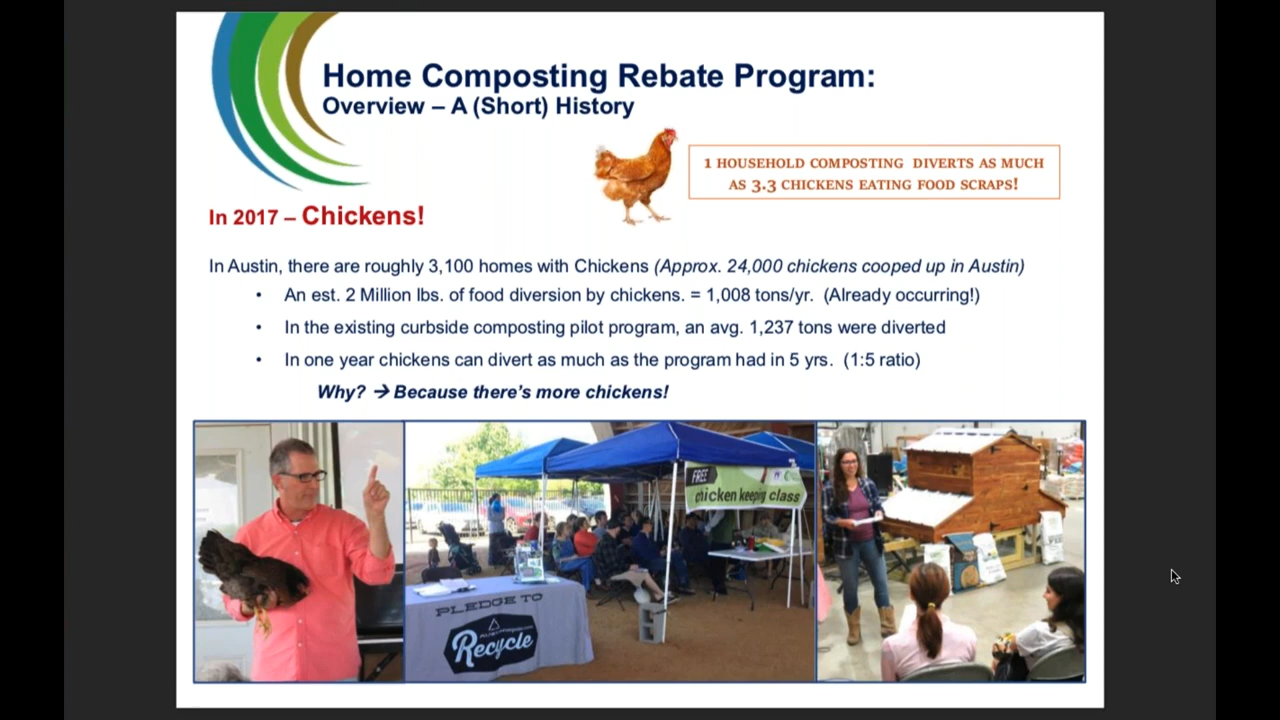 Home Composting Rebate Program:
Overview – A (Short) History
1 HOUSEHOLD COMPOSTING DIVERTS AS MUCH
AS 3.3 CHICKENS EATING FOOD SCRAPS!
In 2017 – Chickens!
In Austin, there are roughly 3,100 homes with Chickens (Approx. 24,000 chickens cooped up in Austin)
• An est. 2 Million lbs. of food diversion by chickens. = 1,008 tons/yr. (Already occurring!)
• In the existing curbside composting pilot program, an avg. 1,237 tons were diverted
• In one year chickens can divert as much as the program had in 5 yrs. (1:5 ratio)
Why? → Because there's more chickens!
FREE
chicken keeping class
PLEDGE TO
Recycle